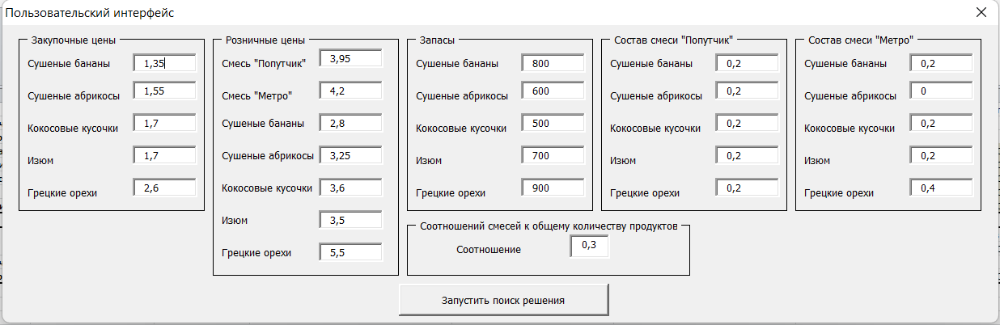 Пользовательский интерфейс
Закупочные цены
Сушеные бананы 1,35
Сушеные абрикосы 1,55
Кокосовые кусочки 1,7
Изюм 1,7
Грецкие орехи 2,6
Розничные цены
Смесь "Попутчик" 3,95
Смесь "Метро" 4,2
Сушеные бананы 2,8
Сушеные абрикосы 3,25
Кокосовые кусочки 3,6
Изюм 3,5
Грецкие орехи 5,5
Запасы
Сушеные бананы 800
Сушеные абрикосы 600
Кокосовые кусочки 500
Изюм 700
Грецкие орехи 900
Состав смеси "Попутчик"
Сушеные бананы 0,2
Сушеные абрикосы 0,2
Кокосовые кусочки 0,2
Изюм 0,2
Грецкие орехи 0,2
Состав смеси "Метро"
Сушеные бананы 0,2
Сушеные абрикосы 0
Кокосовые кусочки 0,2
Изюм 0,2
Грецкие орехи 0,4
Соотношений смесей к общему количеству продуктов
Соотношение 0,3
Запустить поиск решения